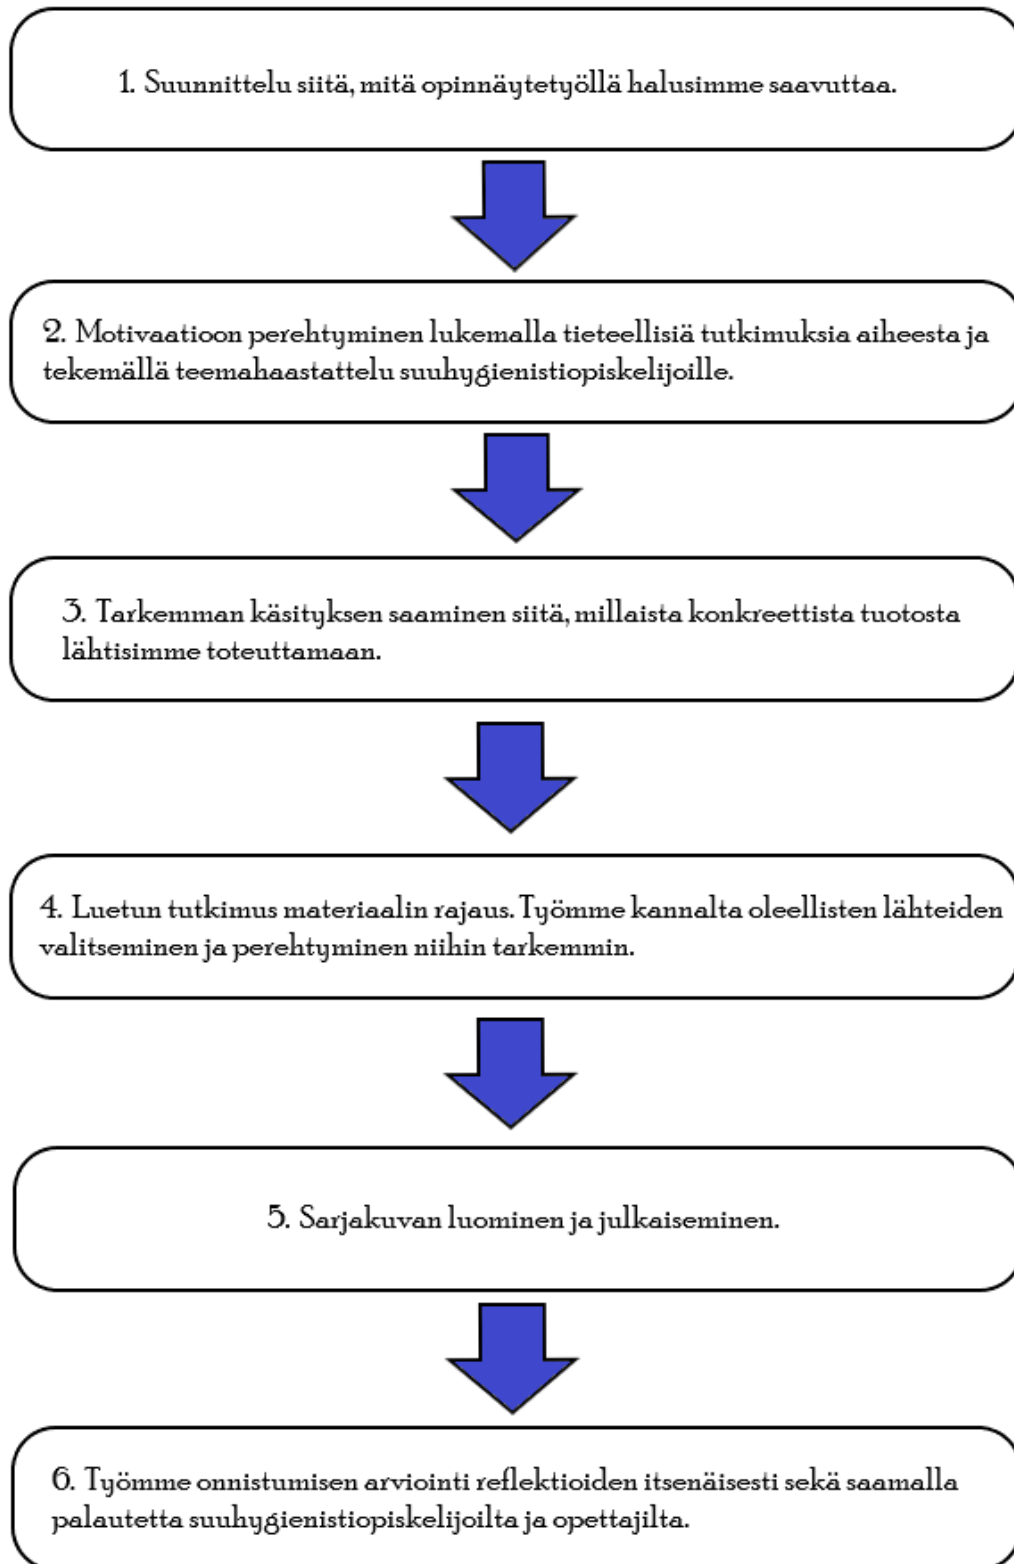 1. Suunnittelu siitä, mitä opinnäytetyöllä halusimme saavuttaa.
2. Motivaatioon perehtyminen lukemalla tieteellisiä tutkimuksia aiheesta ja
tekemällä teemahaastattelu suuhygienistiopiskelijoille.
3. Tarkemman käsityksen saaminen siitä, millaista konkreettista tuotosta
lähtisimme toteuttamaan.
4. Luetun tutkimus materiaalin rajaus. Työmme kannalta oleellisten lähteiden
valitseminen ja perehtyminen niihin tarkemmin.
5. Sarjakuvan luominen ja julkaiseminen.
6. Työmme onnistumisen arviointi reflektioiden itsenäisesti sekä saamalla
palautetta suuhygienistiopiskelijoilta ja opettajilta.